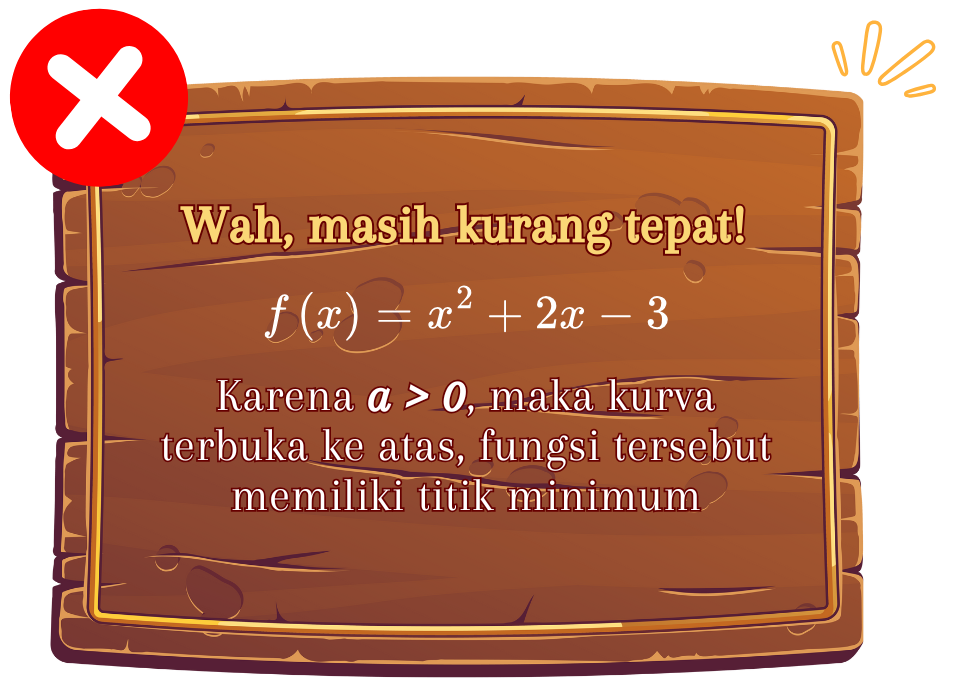 Wah, masih kurang tepat!
f (x) = x² + 2x − 3
Karena a > 0, maka kurva
terbuka ke atas, fungsi tersebut
memiliki titik minimum